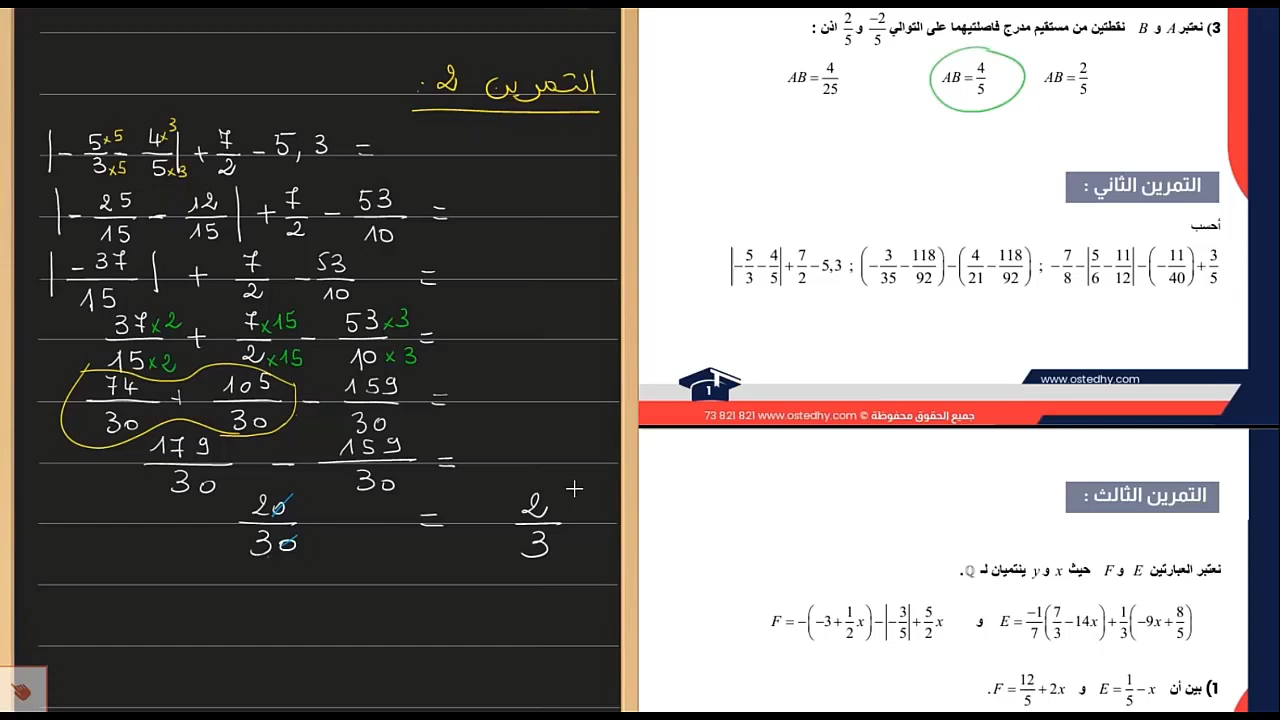 التمرين 2 :
|- 5×5/3×5 - 4×3/5×3| + 7/2 - 5,3 =
|- 25/15 - 12/15| + 7/2 - 53/10 =
|-37/15| + 7/2 - 53/10 =
37×2/15×2 + 7×15/2×15 - 53×3/10×3 =
74/30 + 105/30 - 159/30 =
179/30 - 159/30 =
20/30 = 2/3
3) نعتبر A و B نقطتين من مستقيم مدرج فاصلتيهما على التوالي -2/5 و 2/5 اذن :
AB = 2/5 AB = 4/5 AB = 4/25
التمرين الثاني :
أحسب
|-5/3 - 4/5| + 7/2 - 5,3 ; (-3/35 - 118/92) - (4/21 - 118/92) ; -7/8 - |5/6 - 11/12| - (-11/40) + 3/5
1
www.ostedhy.com
جميع الحقوق محفوظة © www.ostedhy.com 73 821 821
التمرين الثالث :
نعتبر العبارتين E و F حيث x و y ينتميان لـ ℚ.
E = -1/7(7/3 - 14x) + 1/3(-9x + 8/5) و F = -(-3 + 1/2 x) - |-3/5| + 5/2 x
1) بين أن E = 1/5 - x و F = 12/5 + 2x.